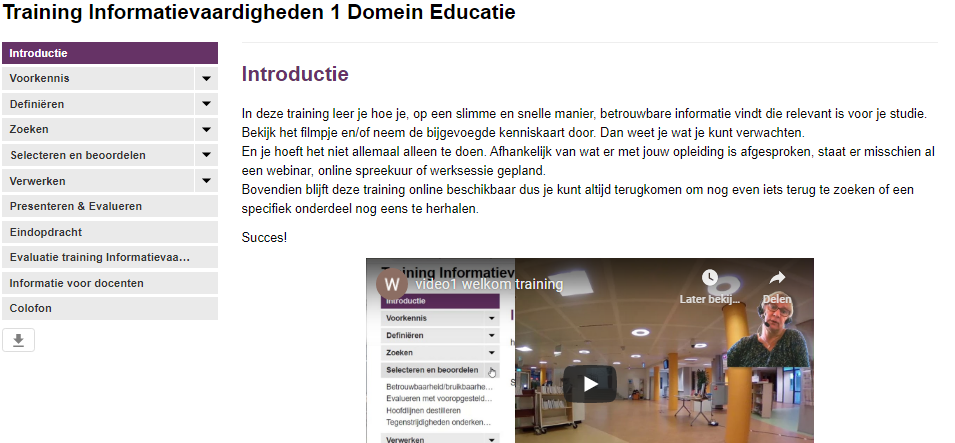 Training Informatievaardigheden 1 Domein Educatie
Introductie
Voorkennis
Definiëren
Zoeken
Selecteren en beoordelen
Verwerken
Presenteren & Evalueren
Eindopdracht
Evaluatie training Informatievaa...
Informatie voor docenten
Colofon
Introductie
In deze training leer je hoe je, op een slimme en snelle manier, betrouwbare informatie vindt die relevant is voor je studie.
Bekijk het filmpje en/of neem de bijgevoegde kenniskaart door. Dan weet je wat je kunt verwachten.
En je hoeft het niet allemaal alleen te doen. Afhankelijk van wat er met jouw opleiding is afgesproken, staat er misschien al
een webinar, online spreekuur of werksessie gepland.
Bovendien blijft deze training online beschikbaar dus je kunt altijd terugkomen om nog even iets terug te zoeken of een
specifiek onderdeel nog eens te herhalen.
Succes!
Training Informatiev
W video1 welkom training
Later bekij... Delen
Introductie
Voorkennis
Definiëren
Zoeken
Selecteren en beoordelen
Betrouwbaarheid/bruikbaarhe...
Evalueren met vooropgesteld...
Hoofdlijnen destilleren
Tegenstrijdigheden onderken...
Verwerken